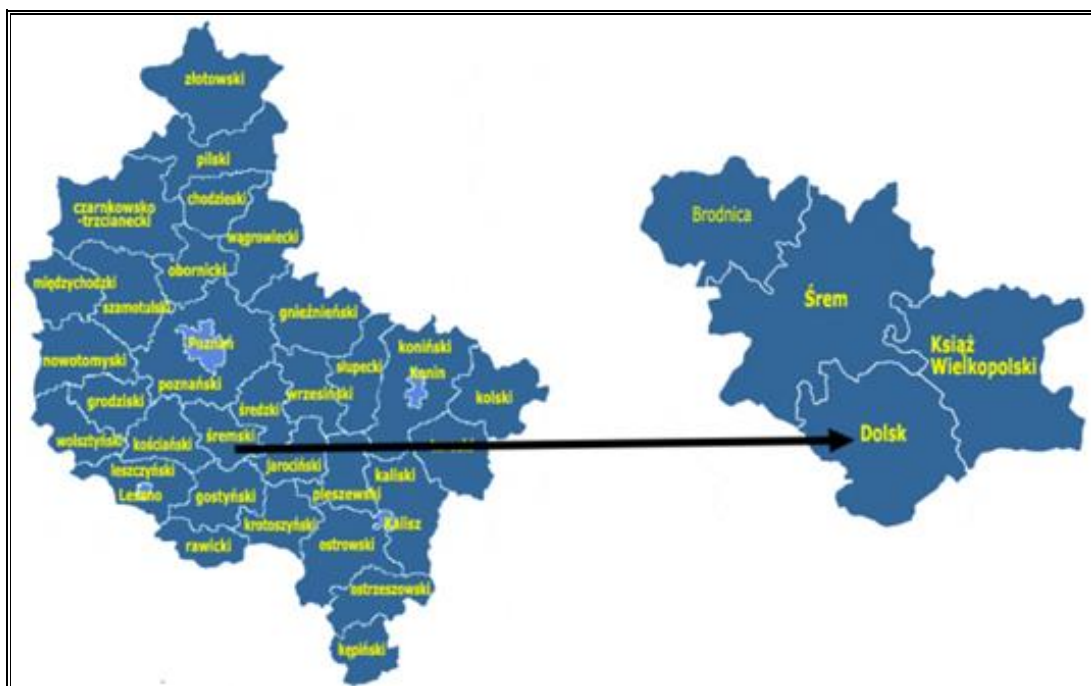 złotowski
pilski
chodzieski
czarnkowsko
-trzcianecki
wągrowiecki
obornicki
międzychodzki
szamotulski
gnieźnieński
Poznań
koniński
nowotomyski
słupecki
Konin
poznański
wrzesiński
kolski
grodziski
średzki
wolsztyński
kościański
śremski
leszczyński
jarociński
kaliski
Leszno
gostyński
pleszewski
krotoszyński
Kalisz
rawicki
ostrowski
ostrzeszowski
kępiński
Brodnica
Śrem
Książ
Wielkopolski
Dolsk